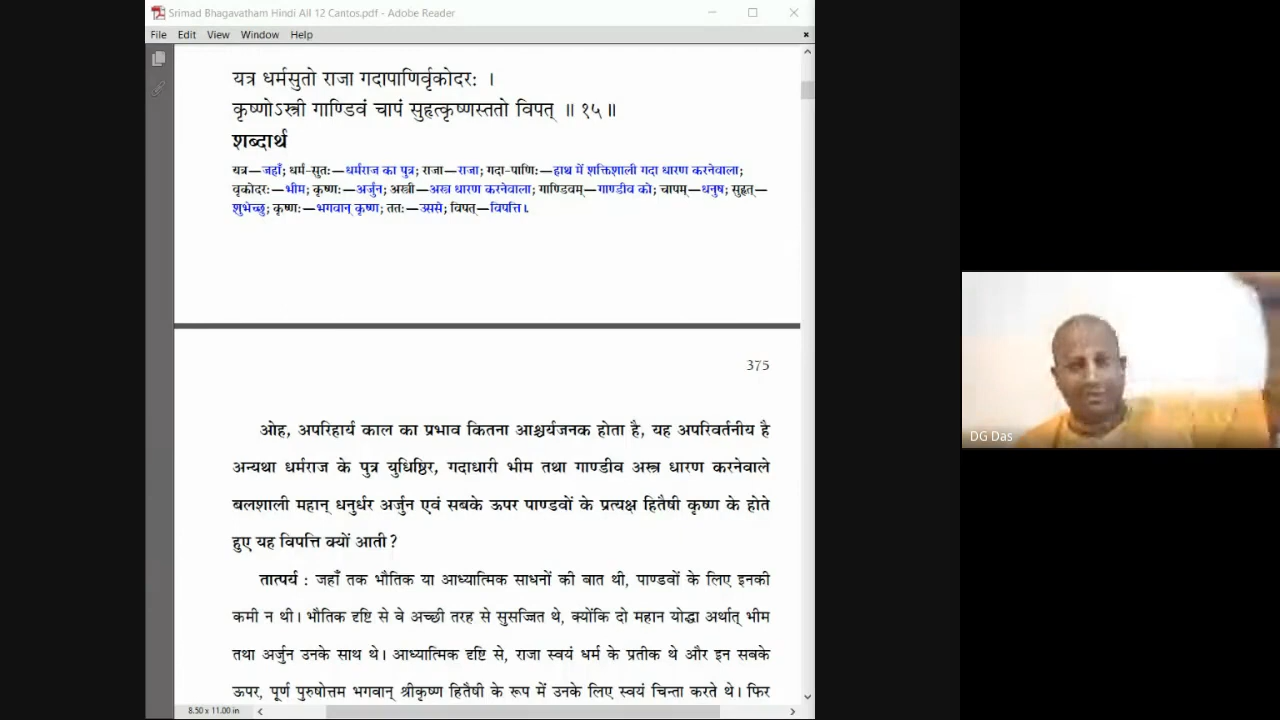 Srimad Bhagavatham Hindi All 12 Cantos.pdf - Adobe Reader
File Edit View Window Help
यत्र धर्मसुतो राजा गदापाणिर्वृकोदरः ।
कृष्णोऽस्त्री गाण्डिवं चापं सुहृत्कृष्णस्ततो विपत् ॥ १५॥
शब्दार्थ
यत्र—जहाँ; धर्म-सुतः—धर्मराज का पुत्र; राजा—राजा; गदा-पाणिः—हाथ में शक्तिशाली गदा धारण करनेवाला;
वृकोदरः—भीम; कृष्णः—अर्जुन; अस्त्री—अस्त्र धारण करनेवाला; गाण्डिवम्—गाण्डीव को; चापम्—धनुष; सुहृत्—
शुभेच्छु; कृष्णः—भगवान् कृष्ण; ततः—उससे; विपत्—विपत्ति।
375
ओह, अपरिहार्य काल का प्रभाव कितना आश्चर्यजनक होता है, यह अपरिवर्तनीय है
अन्यथा धर्मराज के पुत्र युधिष्ठिर, गदाधारी भीम तथा गाण्डीव अस्त्र धारण करनेवाले
बलशाली महान् धनुर्धर अर्जुन एवं सबके ऊपर पाण्डवों के प्रत्यक्ष हितैषी कृष्ण के होते
हुए यह विपत्ति क्यों आती?
तात्पर्य : जहाँ तक भौतिक या आध्यात्मिक साधनों की बात थी, पाण्डवों के लिए इनकी
कमी न थी। भौतिक दृष्टि से वे अच्छी तरह से सुसज्जित थे, क्योंकि दो महान योद्धा अर्थात् भीम
तथा अर्जुन उनके साथ थे। आध्यात्मिक दृष्टि से, राजा स्वयं धर्म के प्रतीक थे और इन सबके
ऊपर, पूर्ण पुरुषोत्तम भगवान् श्रीकृष्ण हितैषी के रूप में उनके लिए स्वयं चिन्ता करते थे। फिर
8.50 x 11.00 in
DG Das